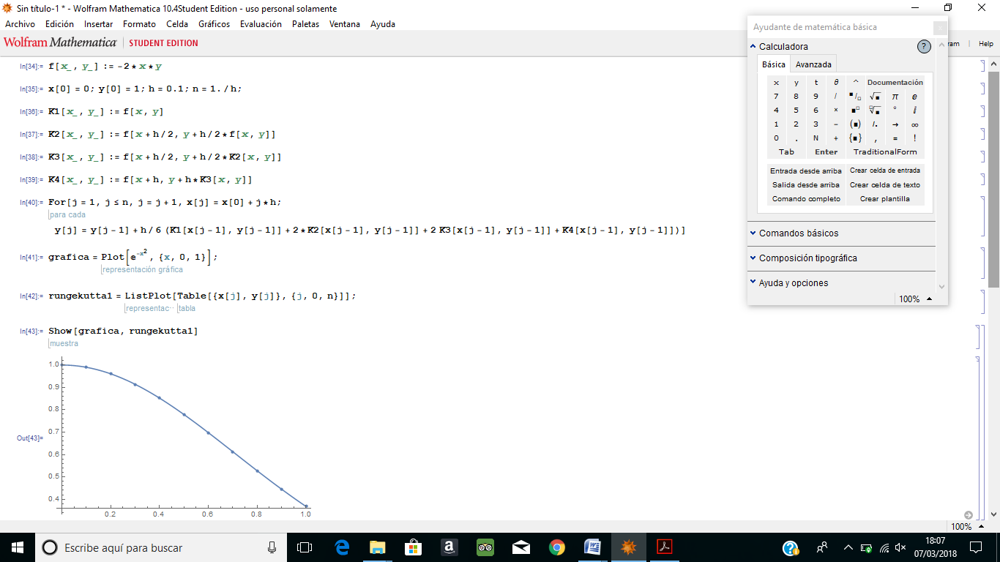 Sin título-1 * - Wolfram Mathematica 10.4Student Edition - uso personal solamente
Archivo Edición Insertar Formato Celda Gráficos Evaluación Paletas Ventana Ayuda
Wolfram Mathematica | STUDENT EDITION
ram | Help
In[34]:= f[x_, y_] := -2*x*y
In[35]:= x[0] = 0; y[0] = 1; h = 0.1; n = 1. / h;
In[36]:= K1[x_, y_] := f[x, y]
In[37]:= K2[x_, y_] := f[x + h/2, y + h/2*f[x, y]]
In[38]:= K3[x_, y_] := f[x + h/2, y + h/2*K2[x, y]]
In[39]:= K4[x_, y_] := f[x + h, y + h*K3[x, y]]
In[40]:= For[j = 1, j ≤ n, j = j + 1, x[j] = x[0] + j*h;
para cada
y[j] = y[j - 1] + h/6 (K1[x[j - 1], y[j - 1]] + 2*K2[x[j - 1], y[j - 1]] + 2 K3[x[j - 1], y[j - 1]] + K4[x[j - 1], y[j - 1]])]
In[41]:= grafica = Plot[e^-x^2, {x, 0, 1}];
representación gráfica
In[42]:= rungekutta1 = ListPlot[Table[{x[j], y[j]}, {j, 0, n}]];
representac·· tabla
In[43]:= Show[grafica, rungekutta1]
muestra
Out[43]=
1.0
0.9
0.8
0.7
0.6
0.5
0.4
0.2 0.4 0.6 0.8 1.0
Ayudante de matemática básica x
Calculadora ?
Básica Avanzada
x y t θ ^ Documentación
7 8 9 / ■/□ √■ π e
4 5 6 × ■□ □√■ ° i
1 2 3 − (■) /. → ∞
0 . N + {■} , = !
Tab Enter TraditionalForm
Entrada desde arriba Crear celda de entrada
Salida desde arriba Crear celda de texto
Comando completo Crear plantilla
Comandos básicos
Composición tipográfica
Ayuda y opciones
100%
100%
Escribe aquí para buscar
18:07
07/03/2018